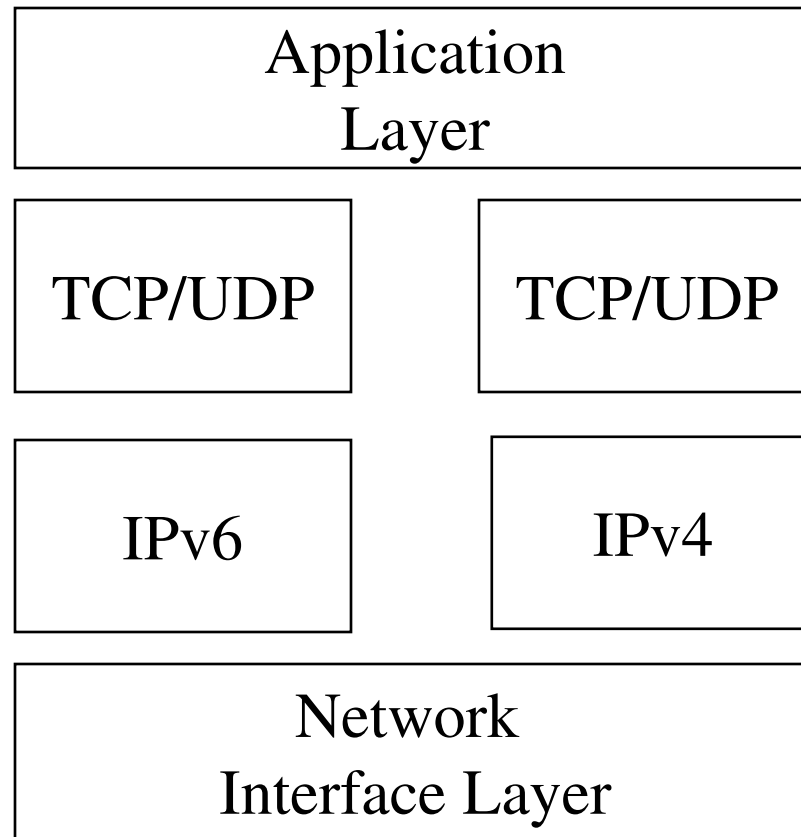 Application
Layer
TCP/UDP
TCP/UDP
IPv6
IPv4
Network
Interface Layer